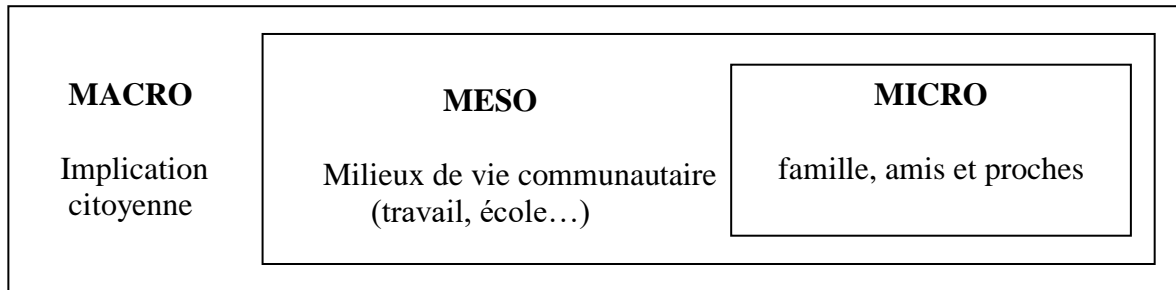 MACRO
Implication
citoyenne
MESO
Milieux de vie communautaire
(travail, école…)
MICRO
famille, amis et proches